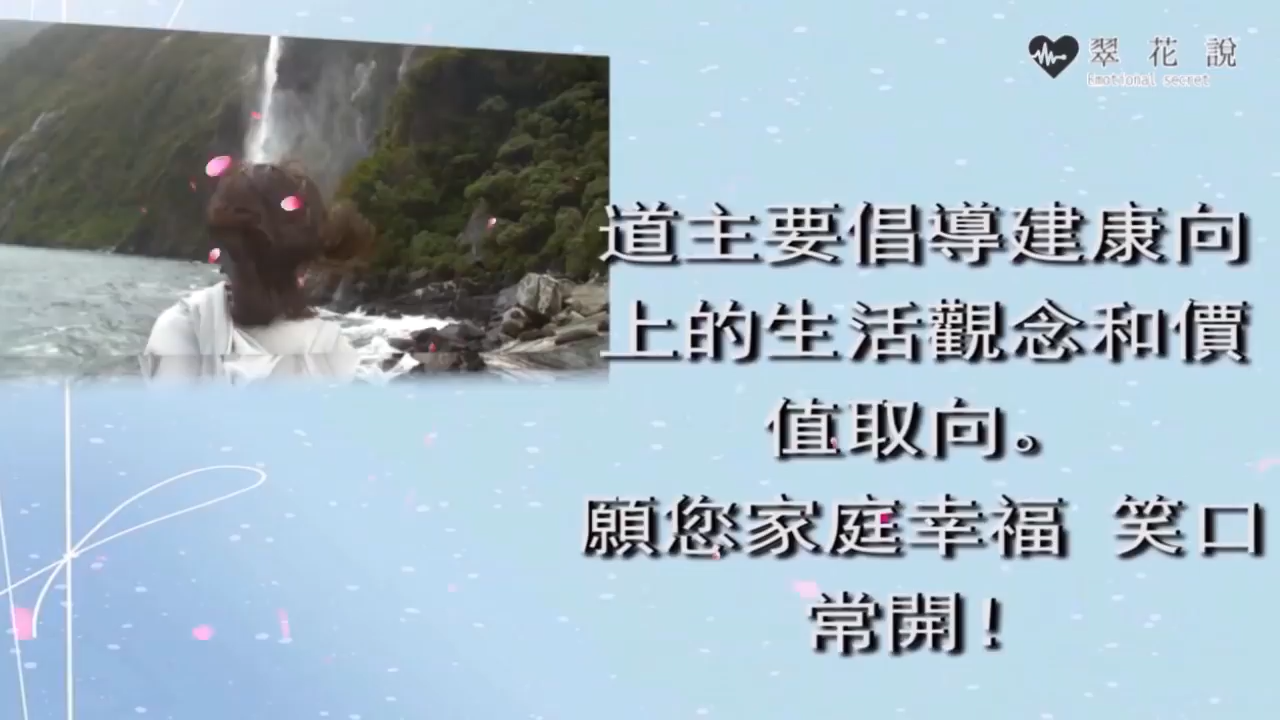 翠花說
Emotional secret
道主要倡導建康向
上的生活觀念和價
值取向。
願您家庭幸福 笑口
常開！